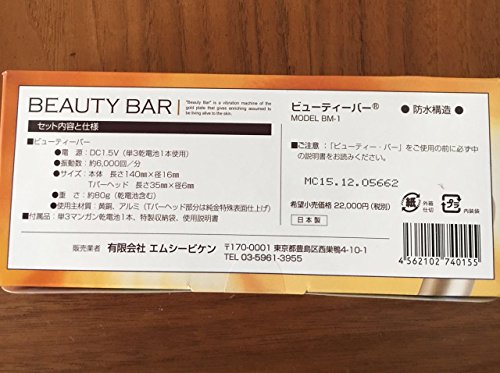 BEAUTY BAR
"Beauty Bar" is a vibration machine of the
gold plate that gives enriching assumed to
be living alive to the skin.
セット内容と仕様
■ビューティーバー
●電　源：DC1.5V（単3乾電池1本使用）
●振動数：約6,000回／分
●サイズ：本体　長さ140mm×径16mm
Tバーヘッド　長さ35mm×径6mm
●重　さ：約80g（乾電池含む）
●使用主材質：黄銅、アルミ（Tバーヘッド部分は純金特殊表面仕上げ）
■付属品：単3マンガン乾電池1本、特製収納袋、使用説明書
ビューティーバー®
MODEL BM-1
●防水構造●
■ご注意：「ビューティー・バー」をご使用の前に必ず中
の説明書をお読みください。
MC15.12.05662
希望小売価格 22,000円（税別）
日本製
紙
外箱
仕切
プラ
内袋
4 562102 740155
販売業者　有限会社 エムシービケン
〒170-0001 東京都豊島区西巣鴨4-10-1
TEL 03-5961-3955